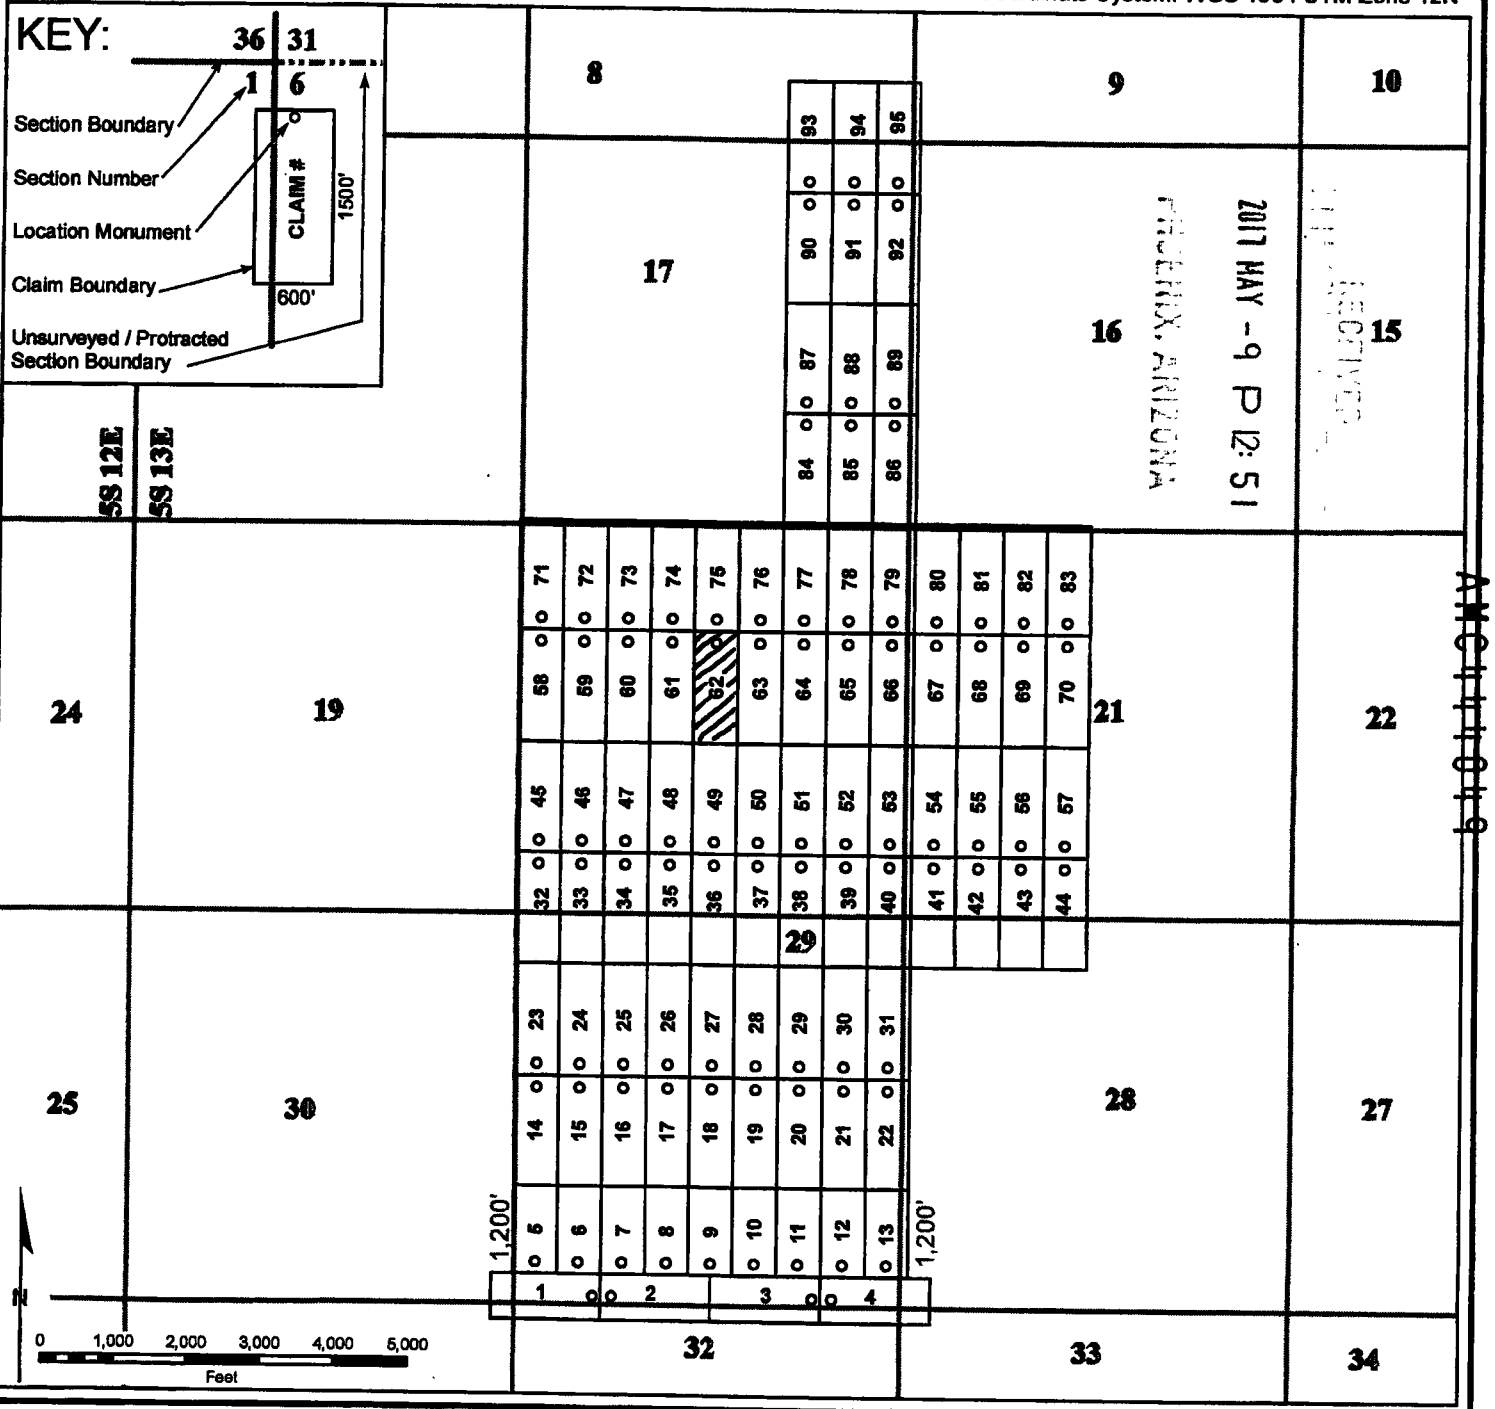 KEY:
36 31
1 6
Section Boundary
Section Number
Location Monument
Claim Boundary
Unsurveyed / Protracted
Section Boundary
CLAIM #
1500'
600'
8 9 10
93 94 95
17 16 15
90 91 92
87 88 89
84 85 86
2017 MAY -9 P 12:51
PHOENIX, ARIZONA
5S 12E
5S 13E
71 72 73 74 75 76 77 78 79 80 81 82 83
58 59 60 61 62 63 64 65 66 67 68 69 70
24 19 21 22
45 46 47 48 49 50 51 52 53 54 55 56 57
32 33 34 35 36 37 38 39 40 41 42 43 44
29
23 24 25 26 27 28 29 30 31
25 30 28 27
14 15 16 17 18 19 20 21 22
1,200' 5 6 7 8 9 10 11 12 13 1,200'
1 2 3 4
N
32 33 34
0 1,000 2,000 3,000 4,000 5,000
Feet